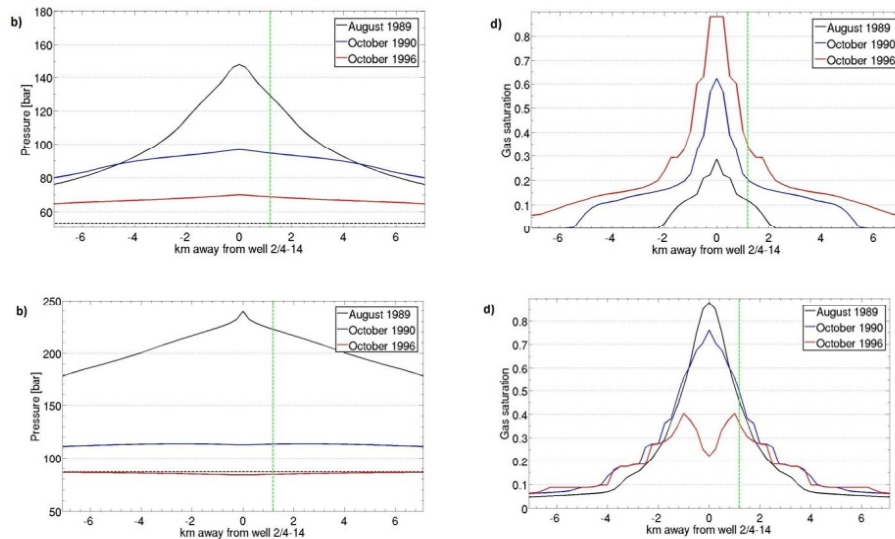 b)
180
160
140
120
100
80
60
Pressure [bar]
August 1989
October 1990
October 1996
-6 -4 -2 0 2 4 6
km away from well 2/4-14
d)
0.8
0.7
0.6
0.5
0.4
0.3
0.2
0.1
0
Gas saturation
August 1989
October 1990
October 1996
-6 -4 -2 0 2 4 6
km away from well 2/4-14
b)
250
200
150
100
50
Pressure [bar]
August 1989
October 1990
October 1996
-6 -4 -2 0 2 4 6
km away from well 2/4-14
d)
0.8
0.7
0.6
0.5
0.4
0.3
0.2
0.1
0
Gas saturation
August 1989
October 1990
October 1996
-6 -4 -2 0 2 4 6
km away from well 2/4-14